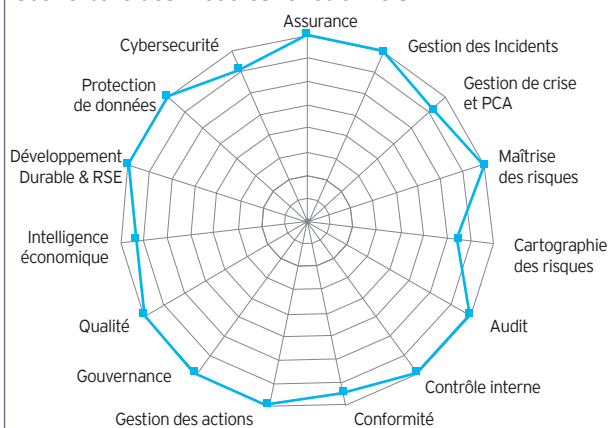 Assurance
Gestion des Incidents
Gestion de crise
et PCA
Maîtrise
des risques
Cartographie
des risques
Audit
Contrôle interne
Conformité
Gestion des actions
Gouvernance
Qualité
Intelligence
économique
Développement
Durable & RSE
Protection
de données
Cybersecurité